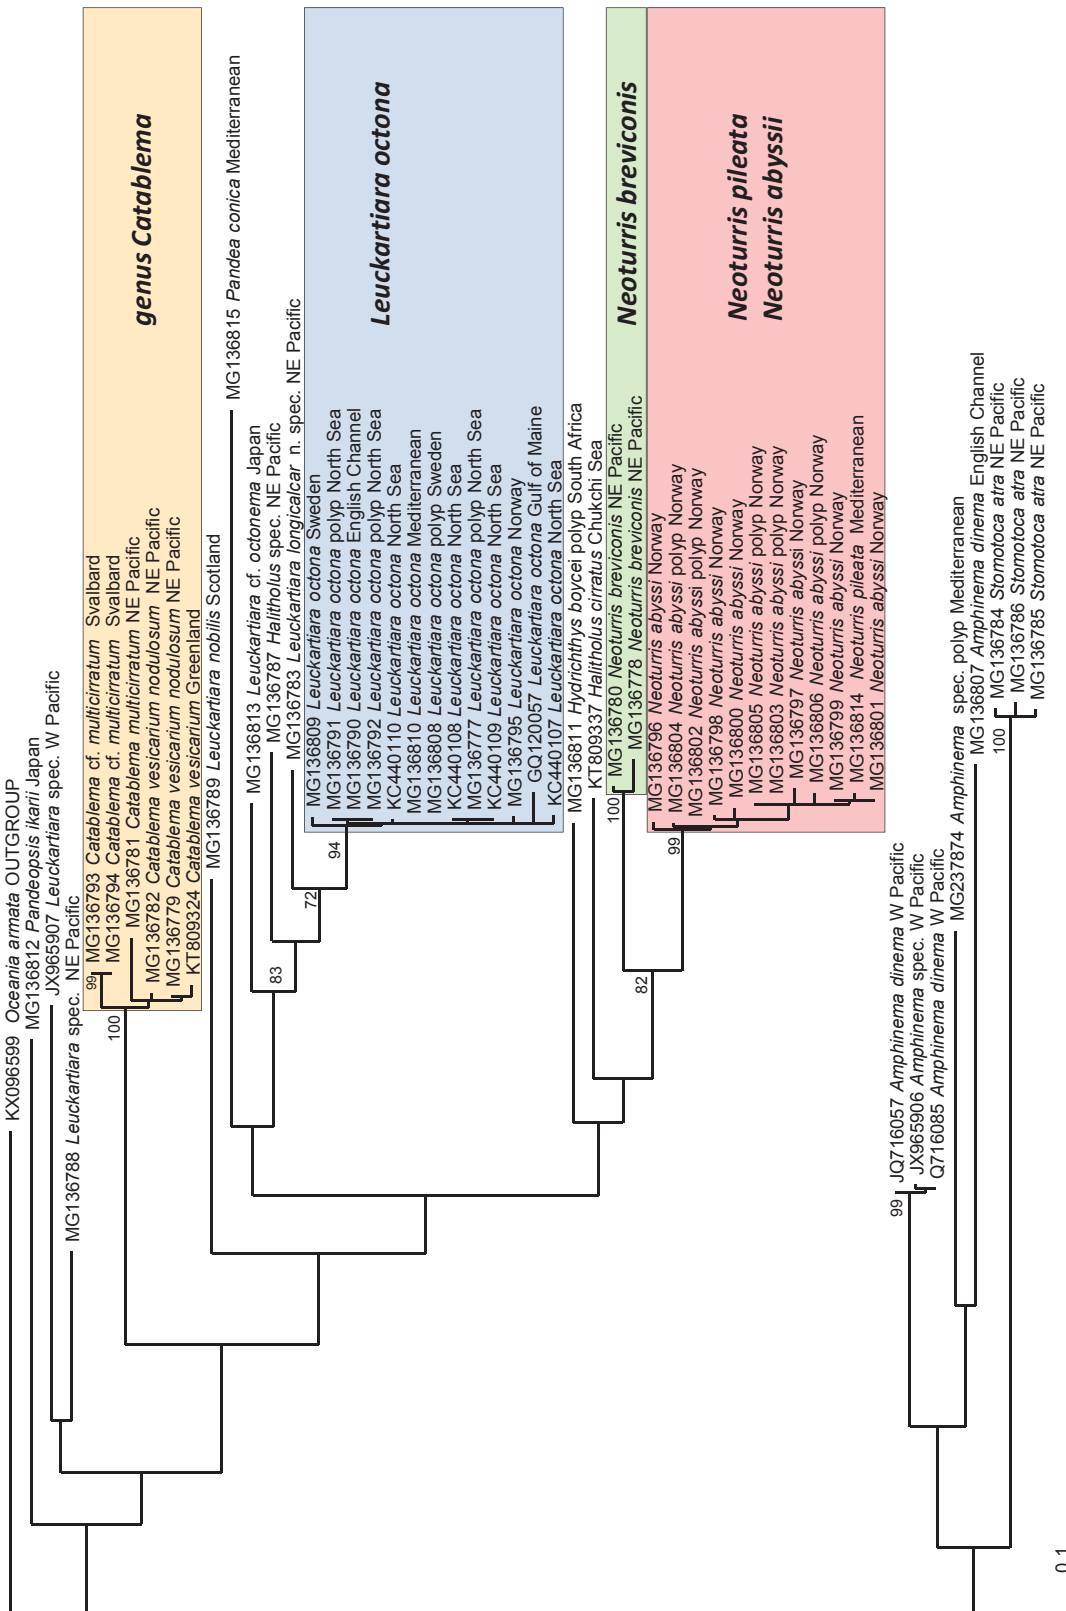 KX096599 Oceania armata OUTGROUP
MG136812 Pandeopsis ikarii Japan
JX965907 Leuckartiara spec. W Pacific
MG136788 Leuckartiara spec. NE Pacific
genus Catablema
99
MG136793 Catablema cf. multicirratum Svalbard
MG136794 Catablema cf. multicirratum Svalbard
100
MG136781 Catablema multicirratum NE Pacific
MG136782 Catablema vesicarium nodulosum NE Pacific
MG136779 Catablema vesicarium nodulosum NE Pacific
KT809324 Catablema vesicarium Greenland
MG136789 Leuckartiara nobilis Scotland
MG136815 Pandea conica Mediterranean
MG136813 Leuckartiara cf. octonema Japan
83
MG136787 Halitholus spec. NE Pacific
72
MG136783 Leuckartiara longicalcar n. spec. NE Pacific
Leuckartiara octona
94
MG136809 Leuckartiara octona Sweden
MG136791 Leuckartiara octona polyp North Sea
MG136790 Leuckartiara octona English Channel
MG136792 Leuckartiara octona polyp North Sea
KC440110 Leuckartiara octona North Sea
MG136810 Leuckartiara octona Mediterranean
MG136808 Leuckartiara octona polyp Sweden
KC440108 Leuckartiara octona North Sea
MG136777 Leuckartiara octona polyp North Sea
KC440109 Leuckartiara octona North Sea
MG136795 Leuckartiara octona Norway
GQ120057 Leuckartiara octona Gulf of Maine
KC440107 Leuckartiara octona North Sea
MG136811 Hydrichthys boycei polyp South Africa
KT809337 Halitholus cirratus Chukchi Sea
82
Neoturris breviconis
100
MG136780 Neoturris breviconis NE Pacific
MG136778 Neoturris breviconis NE Pacific
Neoturris pileata
Neoturris abyssii
99
MG136796 Neoturris abyssi Norway
MG136804 Neoturris abyssi polyp Norway
MG136802 Neoturris abyssi polyp Norway
MG136798 Neoturris abyssi Norway
MG136800 Neoturris abyssi Norway
MG136805 Neoturris abyssi polyp Norway
MG136803 Neoturris abyssi polyp Norway
MG136797 Neoturris abyssi Norway
MG136806 Neoturris abyssi polyp Norway
MG136799 Neoturris abyssi Norway
MG136814 Neoturris pileata Mediterranean
MG136801 Neoturris abyssi Norway
99
JQ716057 Amphinema dinema W Pacific
JX965906 Amphinema spec. W Pacific
Q716085 Amphinema dinema W Pacific
MG237874 Amphinema spec. polyp Mediterranean
MG136807 Amphinema dinema English Channel
100
MG136784 Stomotoca atra NE Pacific
MG136786 Stomotoca atra NE Pacific
MG136785 Stomotoca atra NE Pacific
0.1